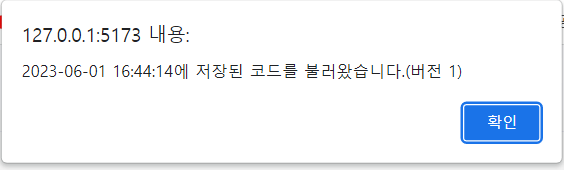 127.0.0.1:5173 내용:
2023-06-01 16:44:14에 저장된 코드를 불러왔습니다.(버전 1)
확인